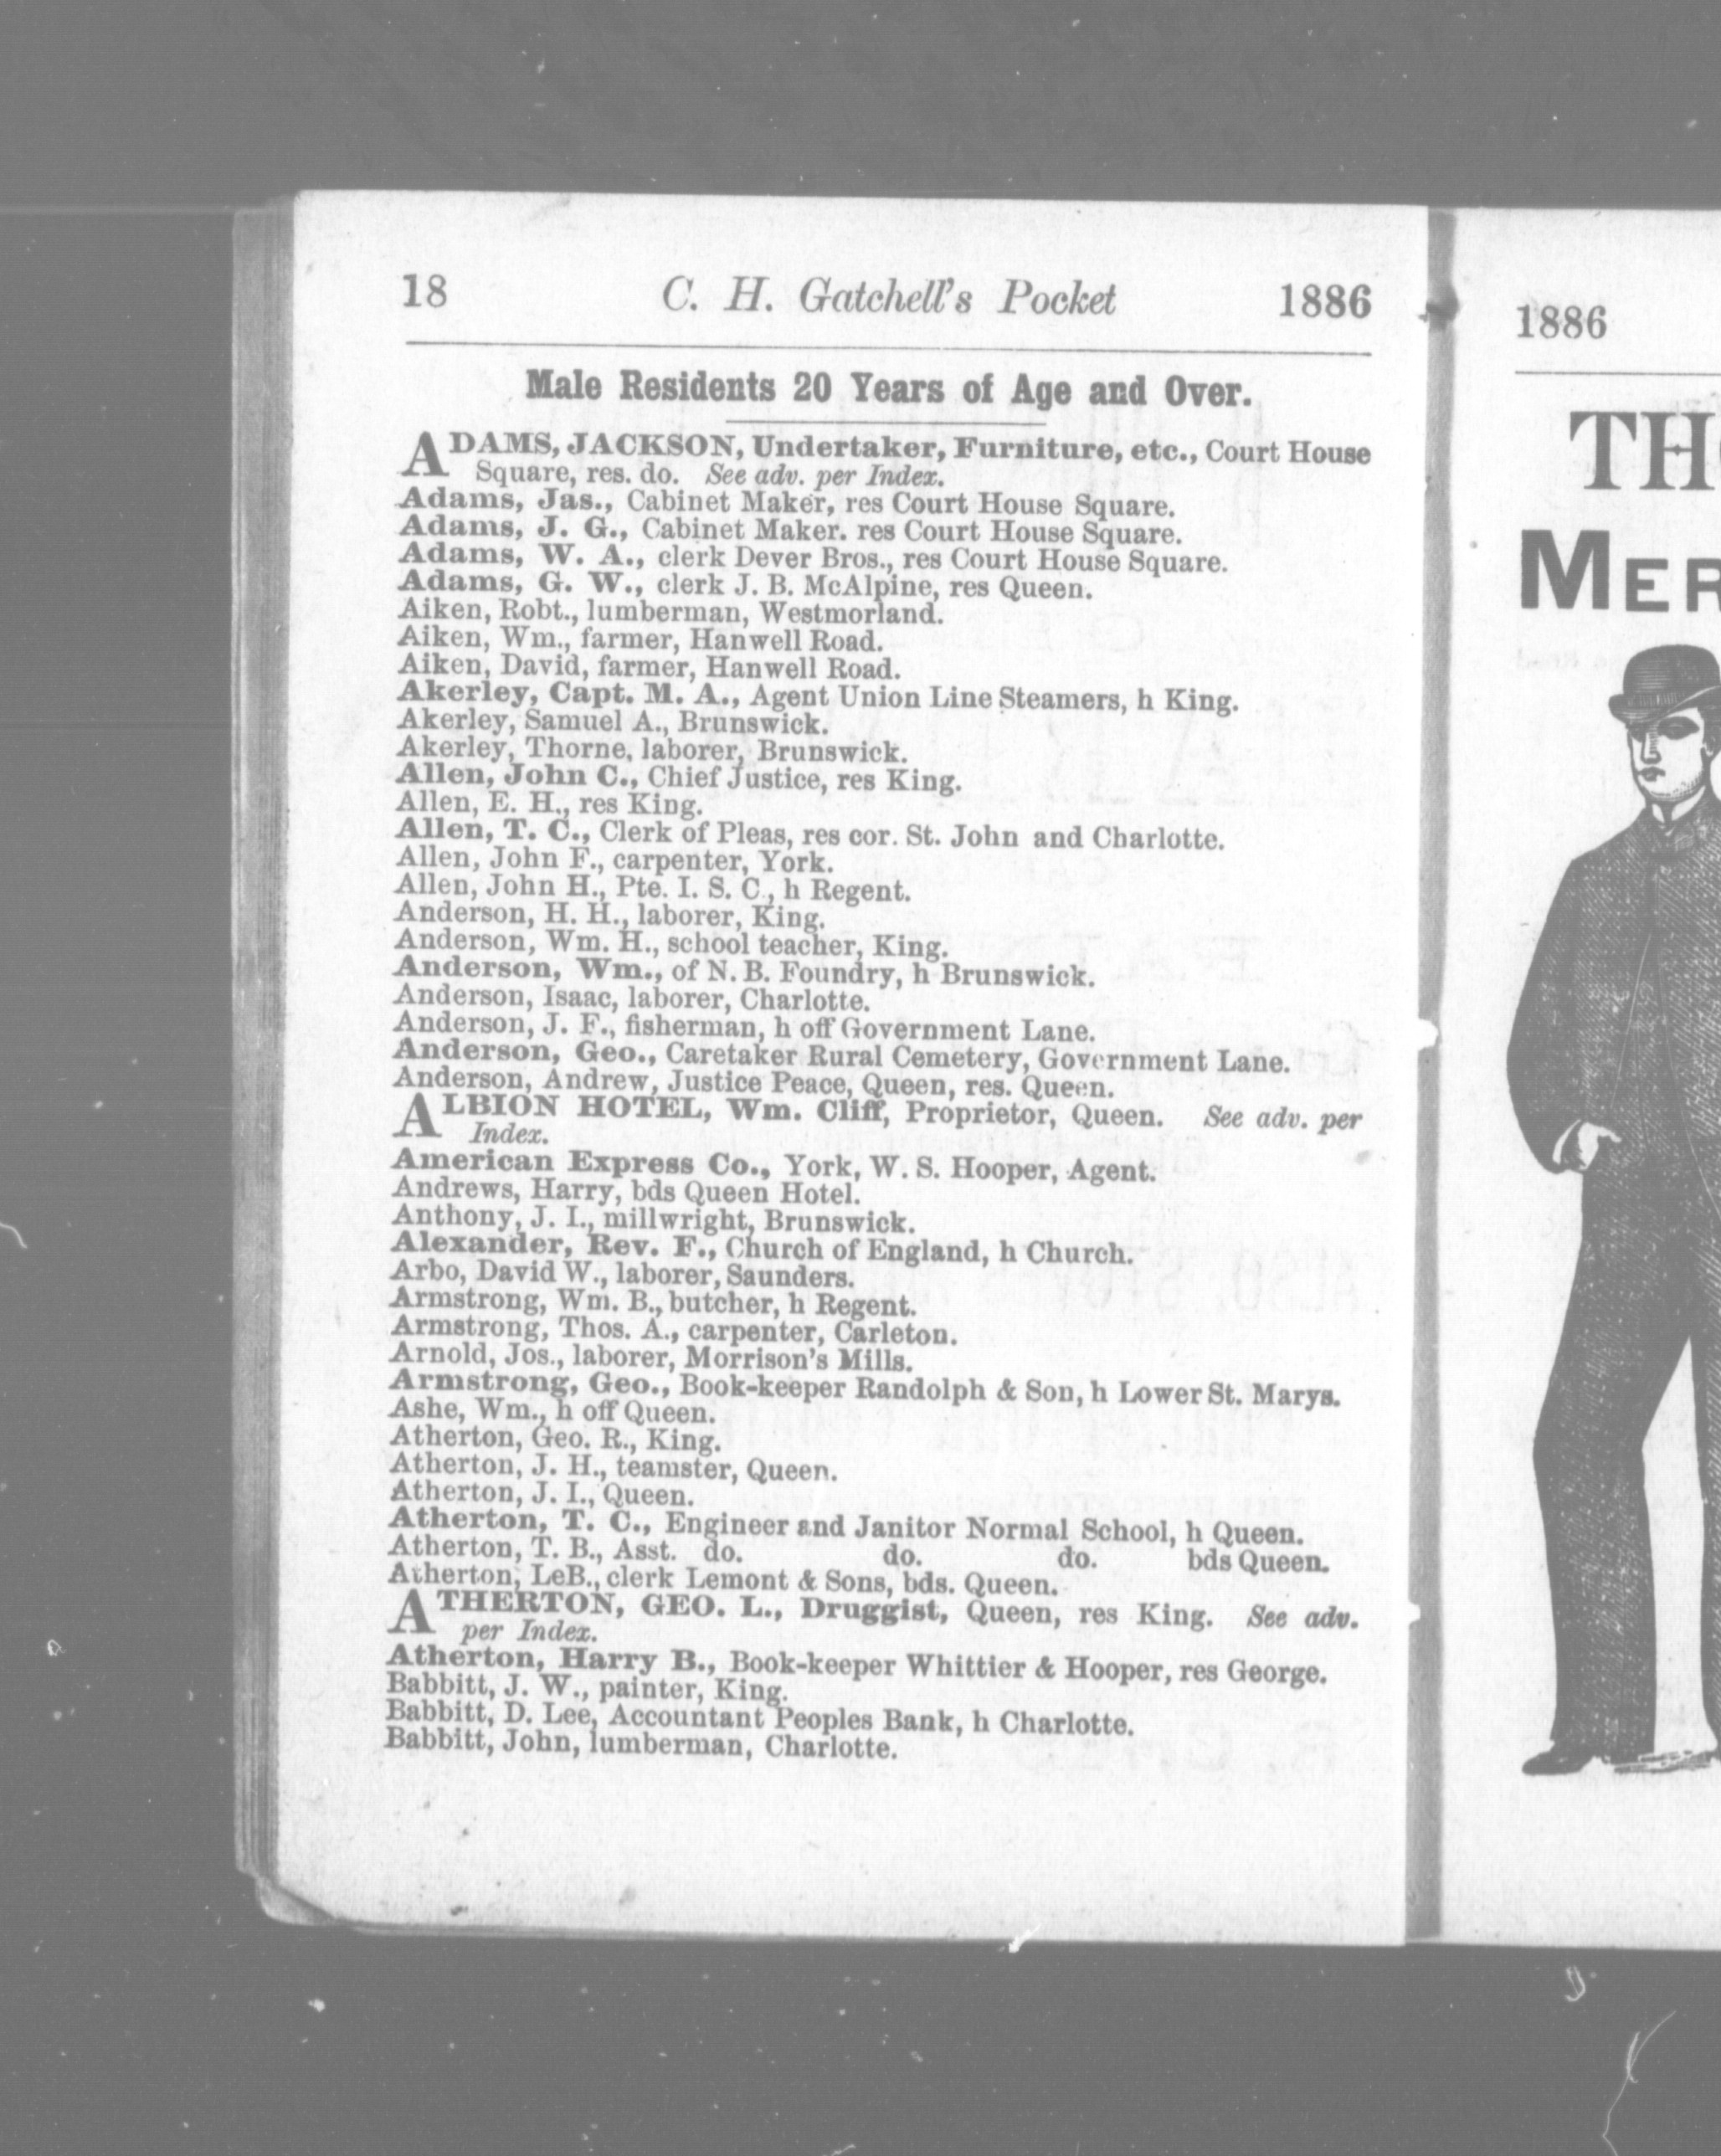 18 C. H. Gatchell's Pocket 1886
Male Residents 20 Years of Age and Over.
ADAMS, JACKSON, Undertaker, Furniture, etc., Court House
Square, res. do. See adv. per Index.
Adams, Jas., Cabinet Maker, res Court House Square.
Adams, J. G., Cabinet Maker. res Court House Square.
Adams, W. A., clerk Dever Bros., res Court House Square.
Adams, G. W., clerk J. B. McAlpine, res Queen.
Aiken, Robt., lumberman, Westmorland.
Aiken, Wm., farmer, Hanwell Road.
Aiken, David, farmer, Hanwell Road.
Akerley, Capt. M. A., Agent Union Line Steamers, h King.
Akerley, Samuel A., Brunswick.
Akerley, Thorne, laborer, Brunswick.
Allen, John C., Chief Justice, res King.
Allen, E. H., res King.
Allen, T. C., Clerk of Pleas, res cor. St. John and Charlotte.
Allen, John F., carpenter, York.
Allen, John H., Pte. I. S. C., h Regent.
Anderson, H. H., laborer, King.
Anderson, Wm. H., school teacher, King.
Anderson, Wm., of N. B. Foundry, h Brunswick.
Anderson, Isaac, laborer, Charlotte.
Anderson, J. F., fisherman, h off Government Lane.
Anderson, Geo., Caretaker Rural Cemetery, Government Lane.
Anderson, Andrew, Justice Peace, Queen, res. Queen.
ALBION HOTEL, Wm. Cliff, Proprietor, Queen. See adv. per
Index.
American Express Co., York, W. S. Hooper, Agent.
Andrews, Harry, bds Queen Hotel.
Anthony, J. I., millwright, Brunswick.
Alexander, Rev. F., Church of England, h Church.
Arbo, David W., laborer, Saunders.
Armstrong, Wm. B., butcher, h Regent.
Armstrong, Thos. A., carpenter, Carleton.
Arnold, Jos., laborer, Morrison's Mills.
Armstrong, Geo., Book-keeper Randolph & Son, h Lower St. Marys.
Ashe, Wm., h off Queen.
Atherton, Geo. R., King.
Atherton, J. H., teamster, Queen.
Atherton, J. I., Queen.
Atherton, T. C., Engineer and Janitor Normal School, h Queen.
Atherton, T. B., Asst. do. do. do. bds Queen.
Atherton, LeB., clerk Lemont & Sons, bds. Queen.
ATHERTON, GEO. L., Druggist, Queen, res King. See adv.
per Index.
Atherton, Harry B., Book-keeper Whittier & Hooper, res George.
Babbitt, J. W., painter, King.
Babbitt, D. Lee, Accountant Peoples Bank, h Charlotte.
Babbitt, John, lumberman, Charlotte.
1886
TH
MER